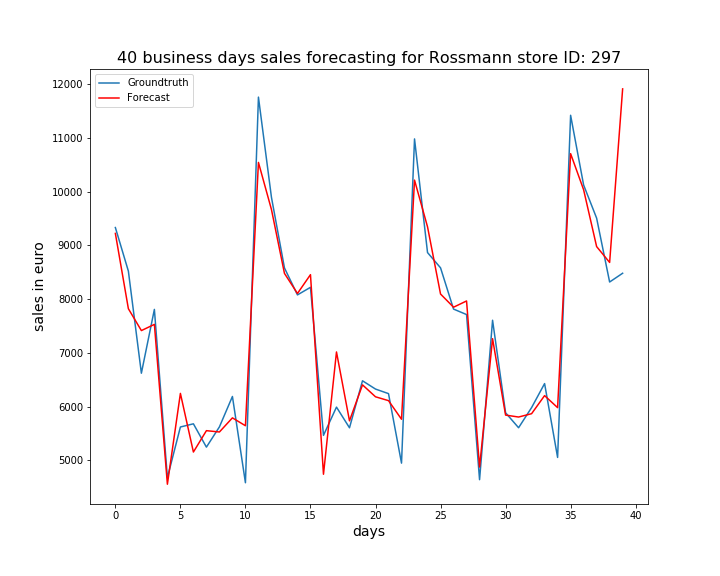 40 business days sales forecasting for Rossmann store ID: 297
Groundtruth
Forecast
12000
11000
10000
9000
8000
7000
6000
5000
sales in euro
0 5 10 15 20 25 30 35 40
days